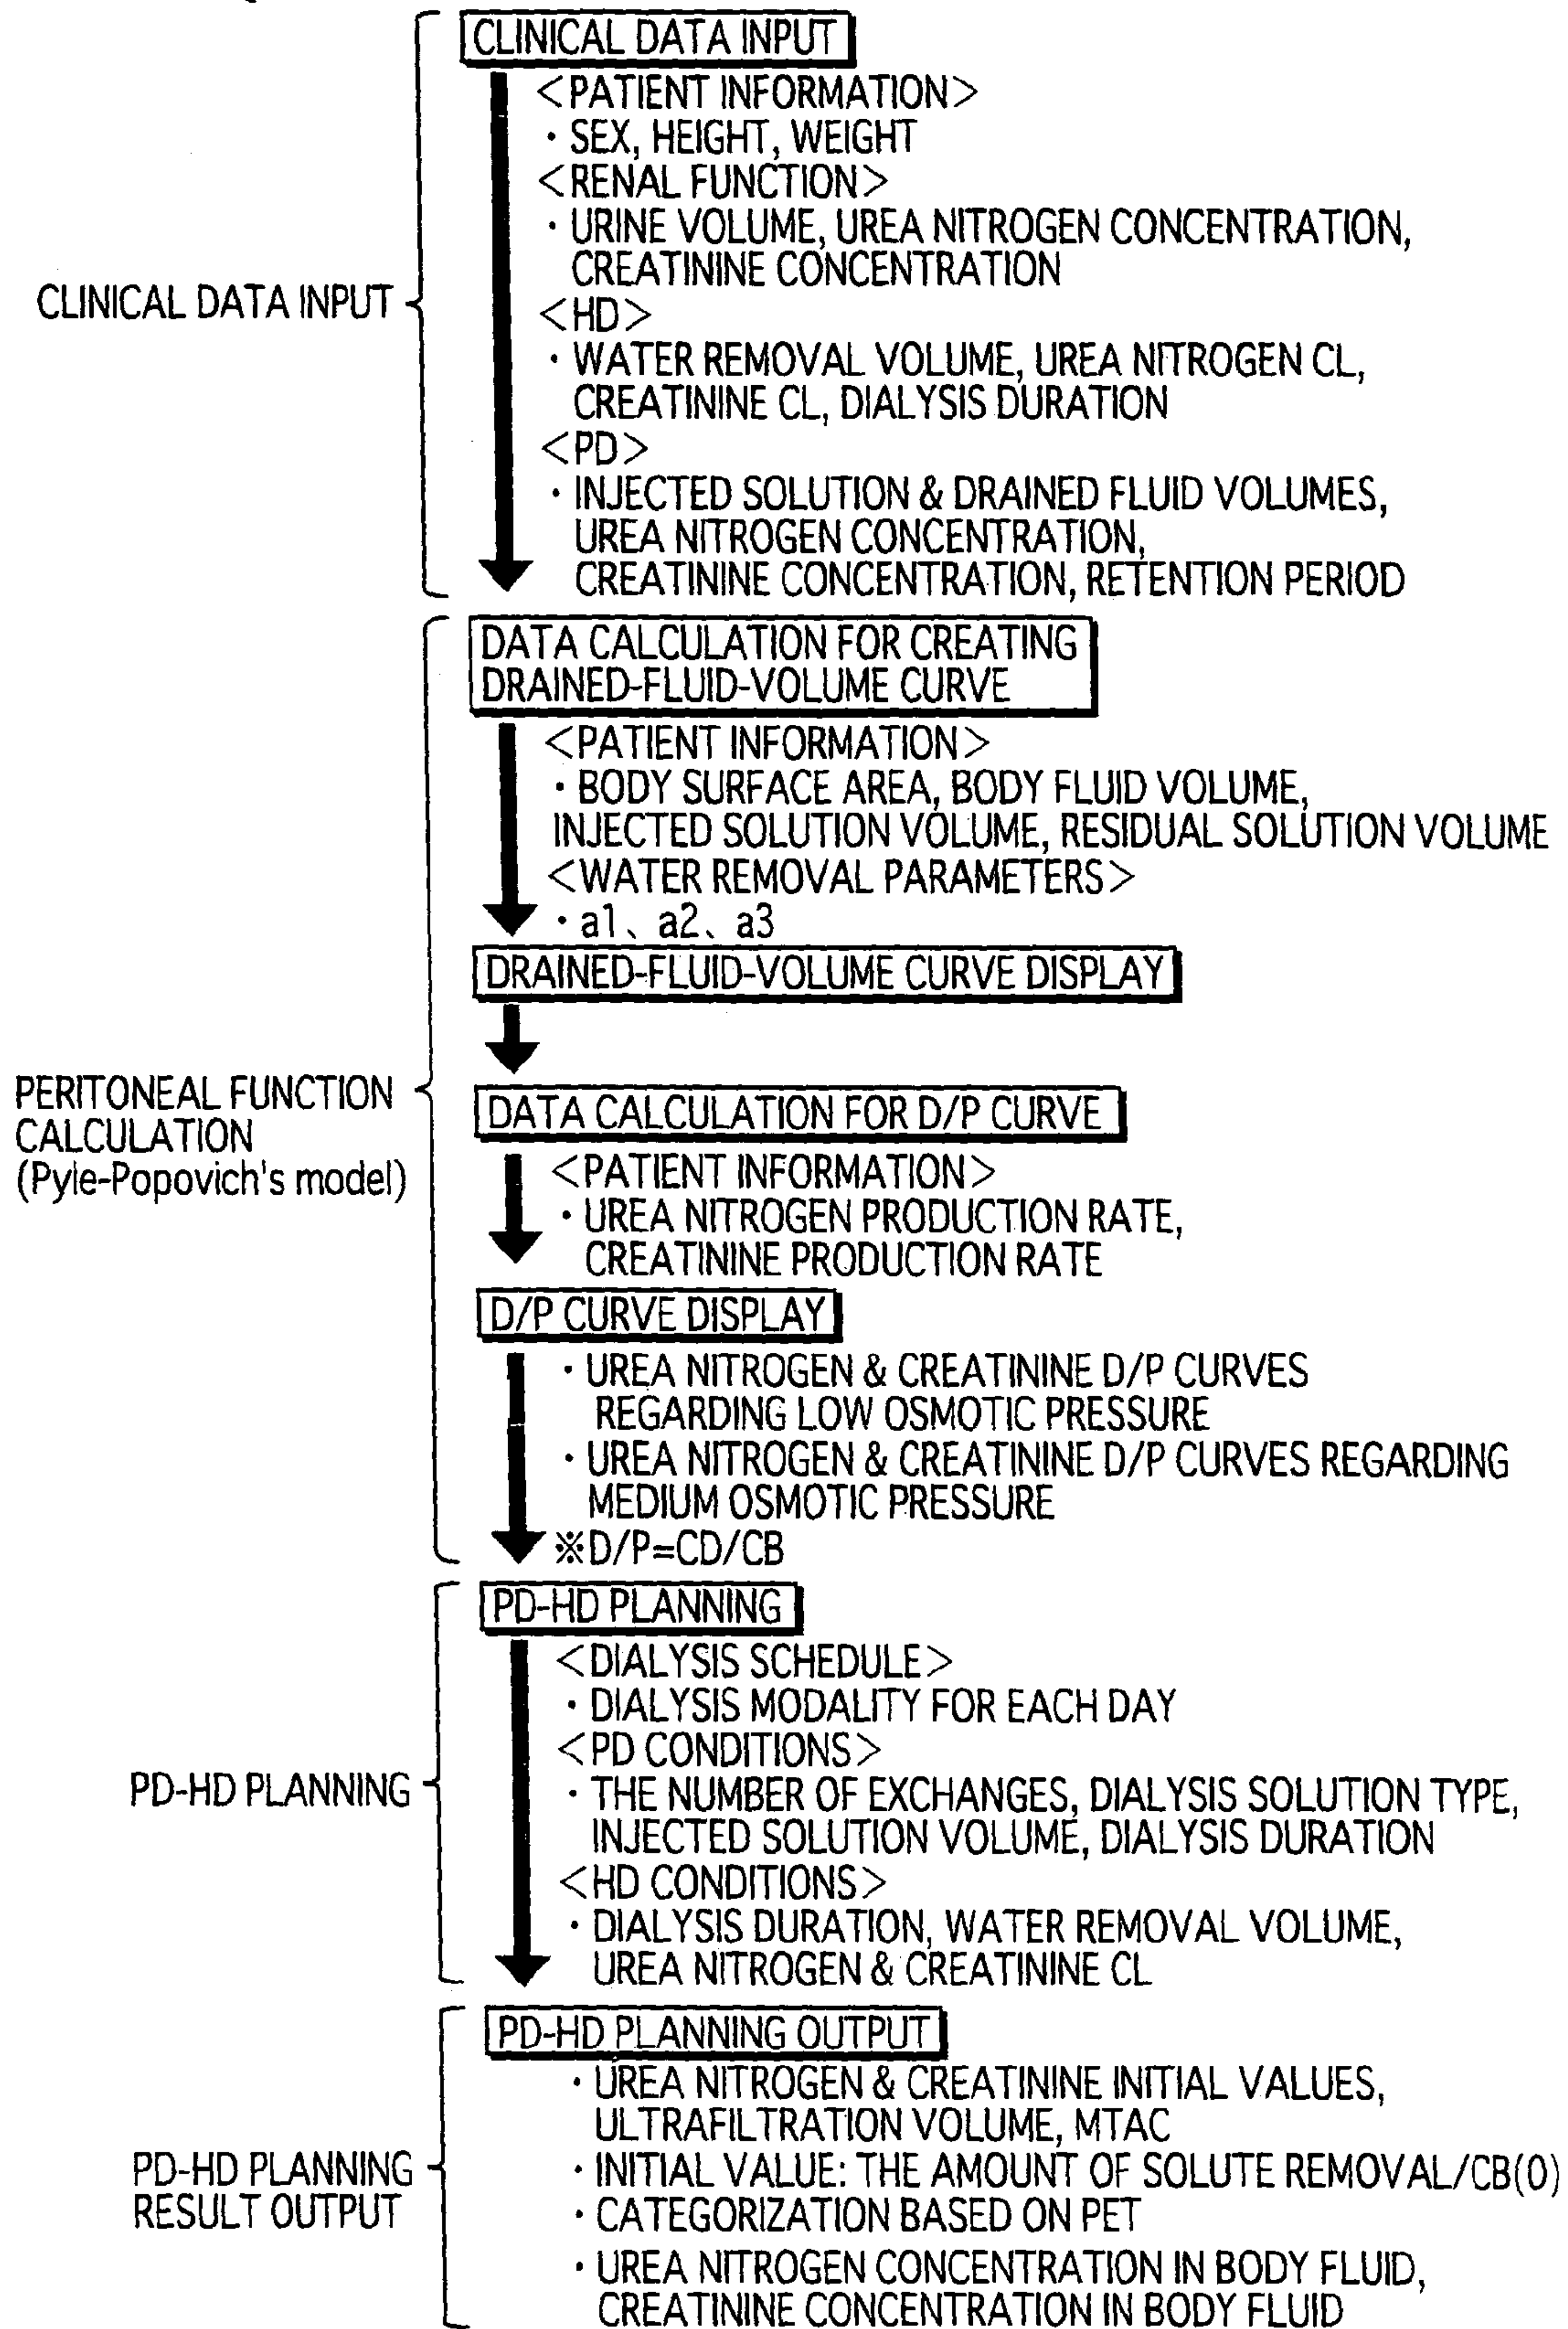 CLINICAL DATA INPUT
<PATIENT INFORMATION>
・SEX, HEIGHT, WEIGHT
<RENAL FUNCTION>
・URINE VOLUME, UREA NITROGEN CONCENTRATION,
CREATININE CONCENTRATION
CLINICAL DATA INPUT
<HD>
・WATER REMOVAL VOLUME, UREA NITROGEN CL,
CREATININE CL, DIALYSIS DURATION
<PD>
・INJECTED SOLUTION & DRAINED FLUID VOLUMES,
UREA NITROGEN CONCENTRATION,
CREATININE CONCENTRATION, RETENTION PERIOD
DATA CALCULATION FOR CREATING
DRAINED-FLUID-VOLUME CURVE
<PATIENT INFORMATION>
・BODY SURFACE AREA, BODY FLUID VOLUME,
INJECTED SOLUTION VOLUME, RESIDUAL SOLUTION VOLUME
<WATER REMOVAL PARAMETERS>
・a1、a2、a3
DRAINED-FLUID-VOLUME CURVE DISPLAY
PERITONEAL FUNCTION
CALCULATION
(Pyle-Popovich's model)
DATA CALCULATION FOR D/P CURVE
<PATIENT INFORMATION>
・UREA NITROGEN PRODUCTION RATE,
CREATININE PRODUCTION RATE
D/P CURVE DISPLAY
・UREA NITROGEN & CREATININE D/P CURVES
REGARDING LOW OSMOTIC PRESSURE
・UREA NITROGEN & CREATININE D/P CURVES REGARDING
MEDIUM OSMOTIC PRESSURE
※D/P=CD/CB
PD-HD PLANNING
<DIALYSIS SCHEDULE>
・DIALYSIS MODALITY FOR EACH DAY
<PD CONDITIONS>
PD-HD PLANNING
・THE NUMBER OF EXCHANGES, DIALYSIS SOLUTION TYPE,
INJECTED SOLUTION VOLUME, DIALYSIS DURATION
<HD CONDITIONS>
・DIALYSIS DURATION, WATER REMOVAL VOLUME,
UREA NITROGEN & CREATININE CL
PD-HD PLANNING OUTPUT
・UREA NITROGEN & CREATININE INITIAL VALUES,
ULTRAFILTRATION VOLUME, MTAC
PD-HD PLANNING
RESULT OUTPUT
・INITIAL VALUE: THE AMOUNT OF SOLUTE REMOVAL/CB(0)
・CATEGORIZATION BASED ON PET
・UREA NITROGEN CONCENTRATION IN BODY FLUID,
CREATININE CONCENTRATION IN BODY FLUID